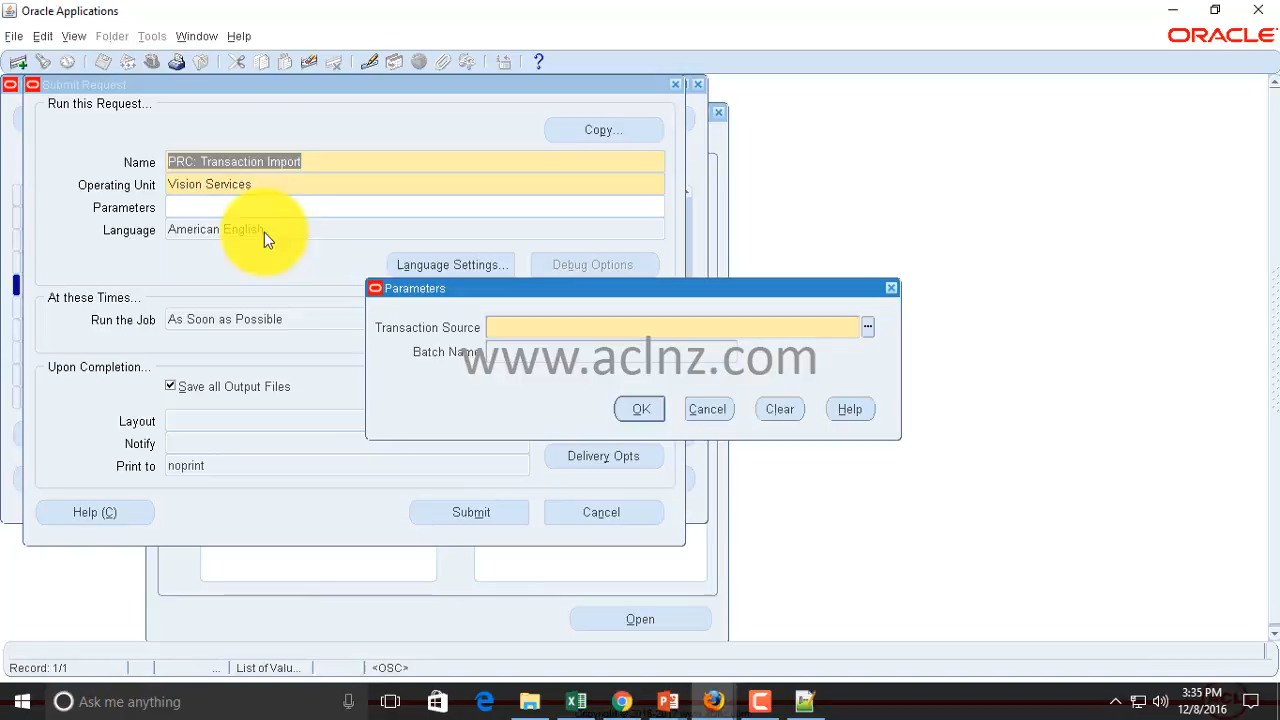 Oracle Applications
File Edit View Folder Tools Window Help
ORACLE
Submit Request
Run this Request...
Copy...
Name PRC: Transaction Import
Operating Unit Vision Services
Parameters
Language American English
Language Settings... Debug Options
Parameters
At these Times...
Run the Job As Soon as Possible
Transaction Source
Batch Name
www.aclnz.com
Upon Completion...
Save all Output Files
OK Cancel Clear Help
Layout
Notify
Print to noprint
Delivery Opts
Help (C) Submit Cancel
Open
Record: 1/1 ... List of Valu... <OSC>
Ask me anything
3:35 PM
12/8/2016